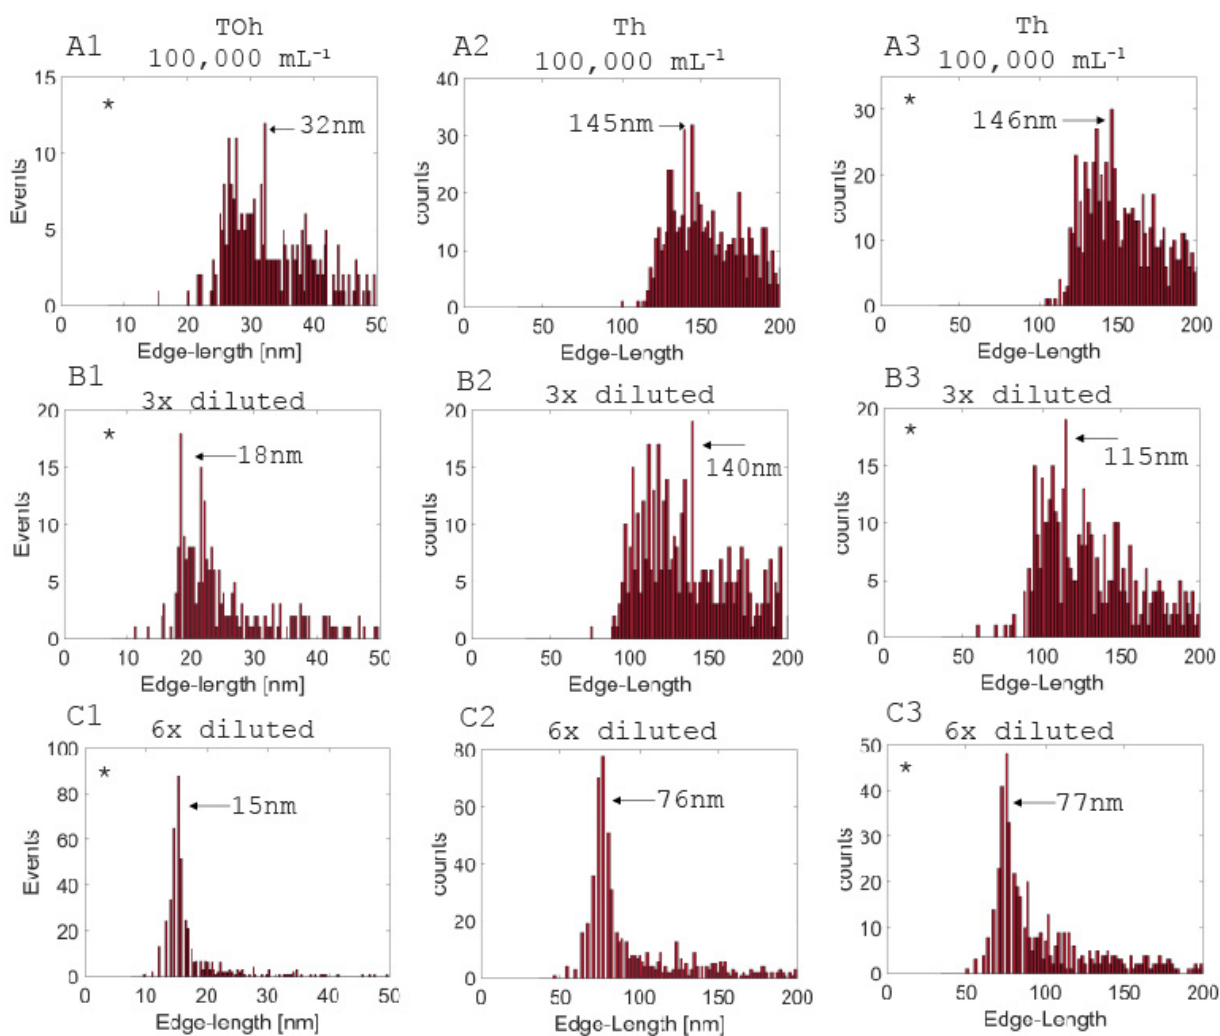 A1
TOh
100,000 mL⁻¹
*
32nm
15
10
5
0
Events
0 10 20 30 40 50
Edge-length [nm]
A2
Th
100,000 mL⁻¹
145nm
40
30
20
10
0
counts
0 50 100 150 200
Edge-Length
A3
Th
100,000 mL⁻¹
*
146nm
30
20
10
0
counts
0 50 100 150 200
Edge-Length
B1
3x diluted
*
18nm
20
15
10
5
0
Events
0 10 20 30 40 50
Edge-length [nm]
B2
3x diluted
140nm
20
15
10
5
0
counts
0 50 100 150 200
Edge-Length
B3
3x diluted
*
115nm
20
15
10
5
0
counts
0 50 100 150 200
Edge-Length
C1
6x diluted
*
15nm
100
80
60
40
20
0
Events
0 10 20 30 40 50
Edge-length [nm]
C2
6x diluted
76nm
80
60
40
20
0
counts
0 50 100 150 200
Edge-Length [nm]
C3
6x diluted
*
77nm
50
40
30
20
10
0
counts
0 50 100 150 200
Edge-Length